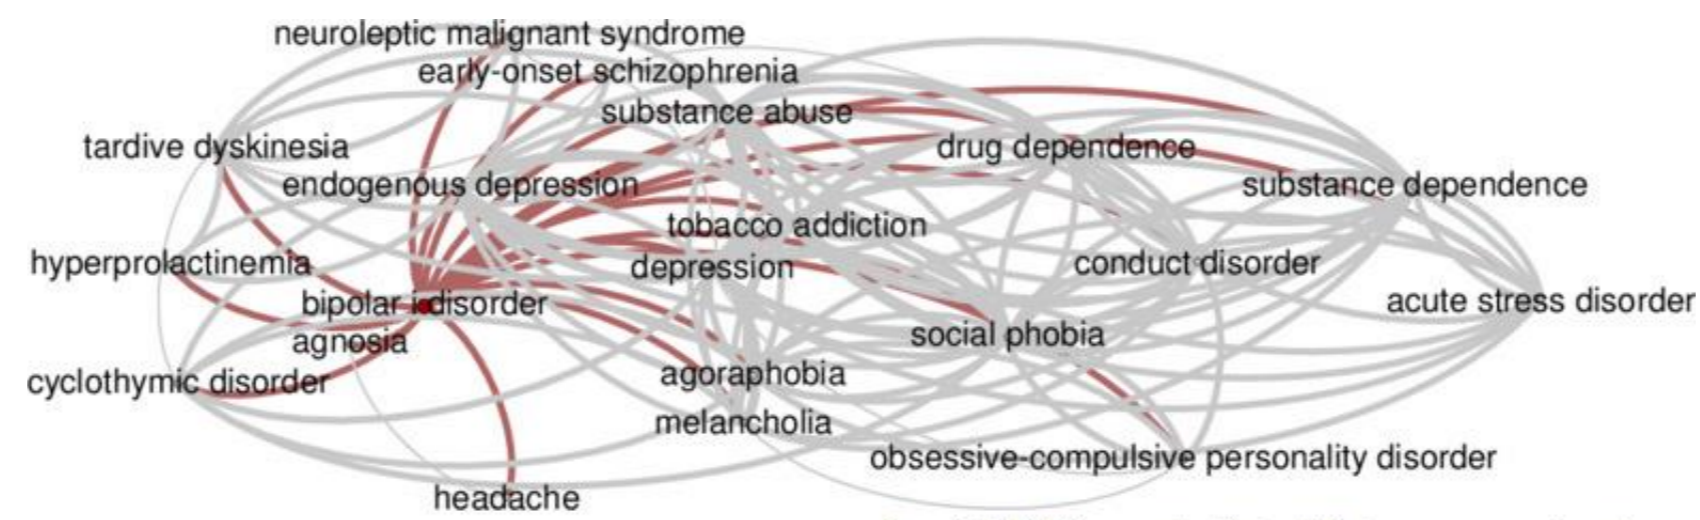 neuroleptic malignant syndrome
early-onset schizophrenia
substance abuse
tardive dyskinesia
drug dependence
endogenous depression
substance dependence
tobacco addiction
hyperprolactinemia
depression
conduct disorder
bipolar i disorder
acute stress disorder
agnosia
social phobia
cyclothymic disorder
agoraphobia
melancholia
obsessive-compulsive personality disorder
headache